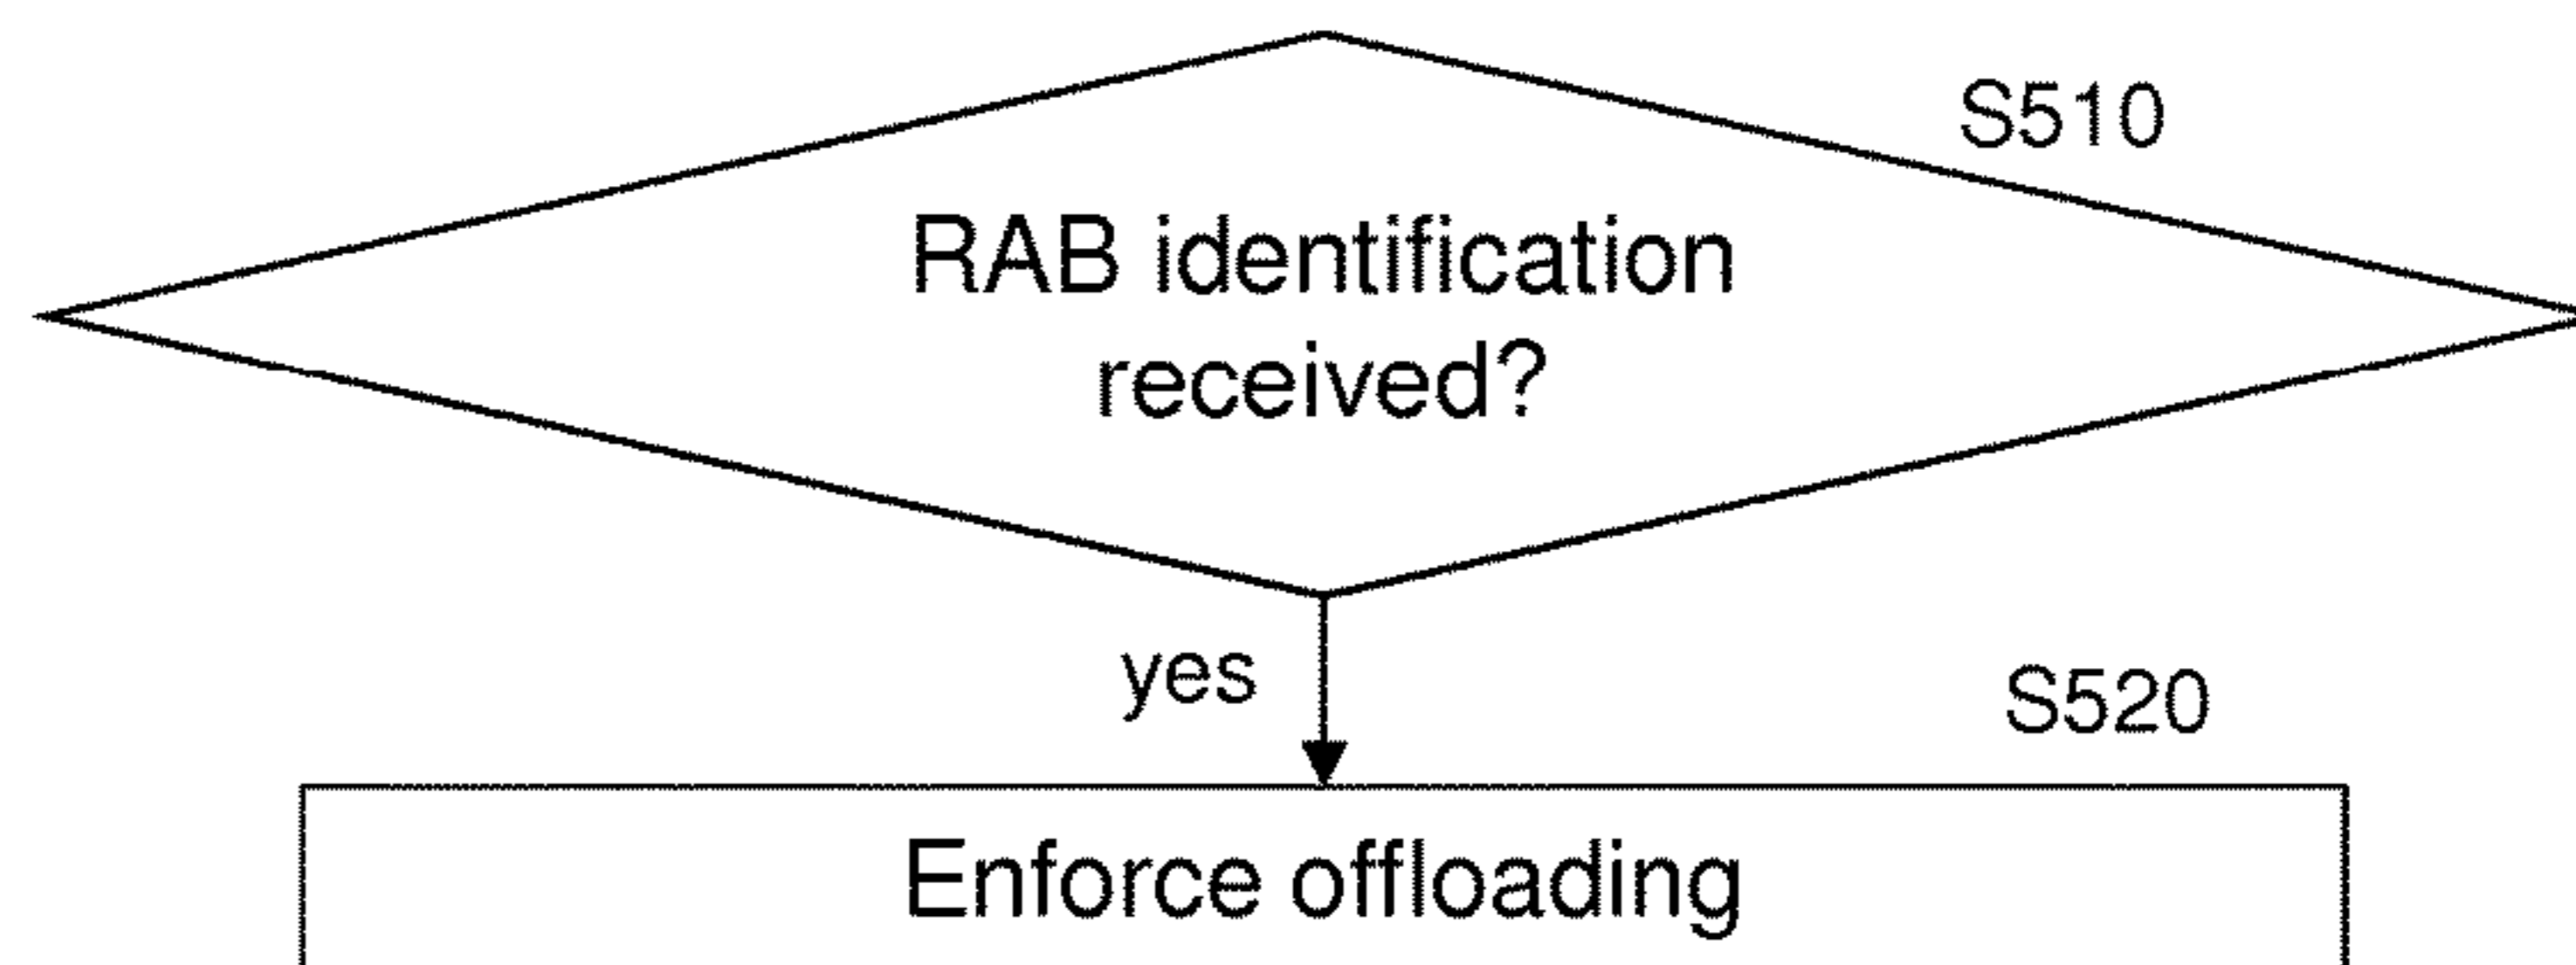 S510
RAB identification
received?
yes
S520
Enforce offloading